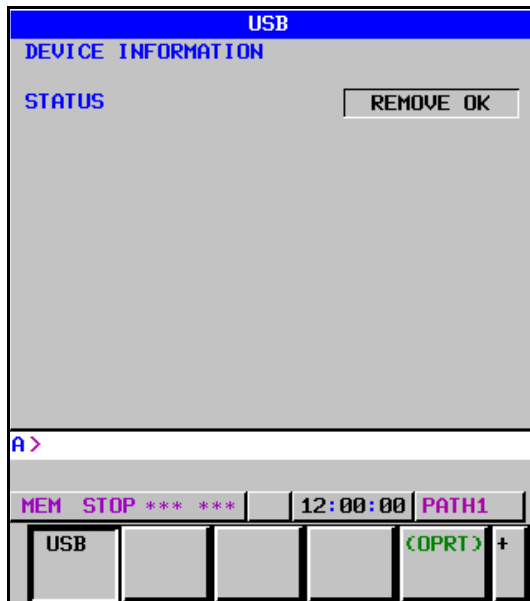 USB
DEVICE INFORMATION
STATUS REMOVE OK
A>
MEM STOP *** *** 12:00:00 PATH1
USB (OPRT) +